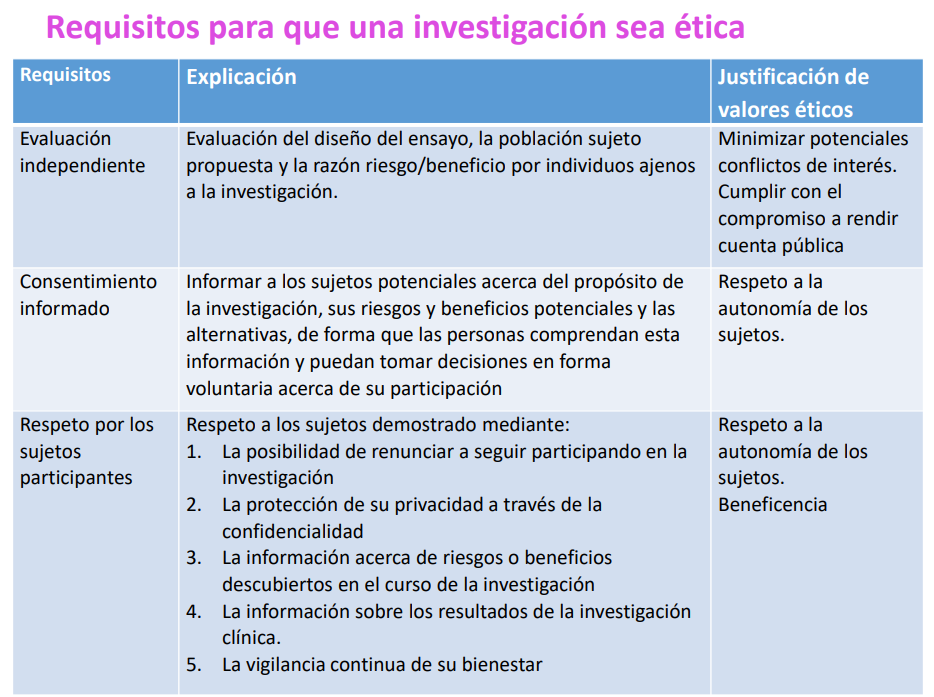 Requisitos para que una investigación sea ética
Requisitos
Explicación
Justificación de
valores éticos
Evaluación
independiente
Evaluación del diseño del ensayo, la población sujeto
propuesta y la razón riesgo/beneficio por individuos ajenos
a la investigación.
Minimizar potenciales
conflictos de interés.
Cumplir con el
compromiso a rendir
cuenta pública
Consentimiento
informado
Informar a los sujetos potenciales acerca del propósito de
la investigación, sus riesgos y beneficios potenciales y las
alternativas, de forma que las personas comprendan esta
información y puedan tomar decisiones en forma
voluntaria acerca de su participación
Respeto a la
autonomía de los
sujetos.
Respeto por los
sujetos
participantes
Respeto a los sujetos demostrado mediante:
1. La posibilidad de renunciar a seguir participando en la
investigación
2. La protección de su privacidad a través de la
confidencialidad
3. La información acerca de riesgos o beneficios
descubiertos en el curso de la investigación
4. La información sobre los resultados de la investigación
clínica.
5. La vigilancia continua de su bienestar
Respeto a la
autonomía de los
sujetos.
Beneficencia